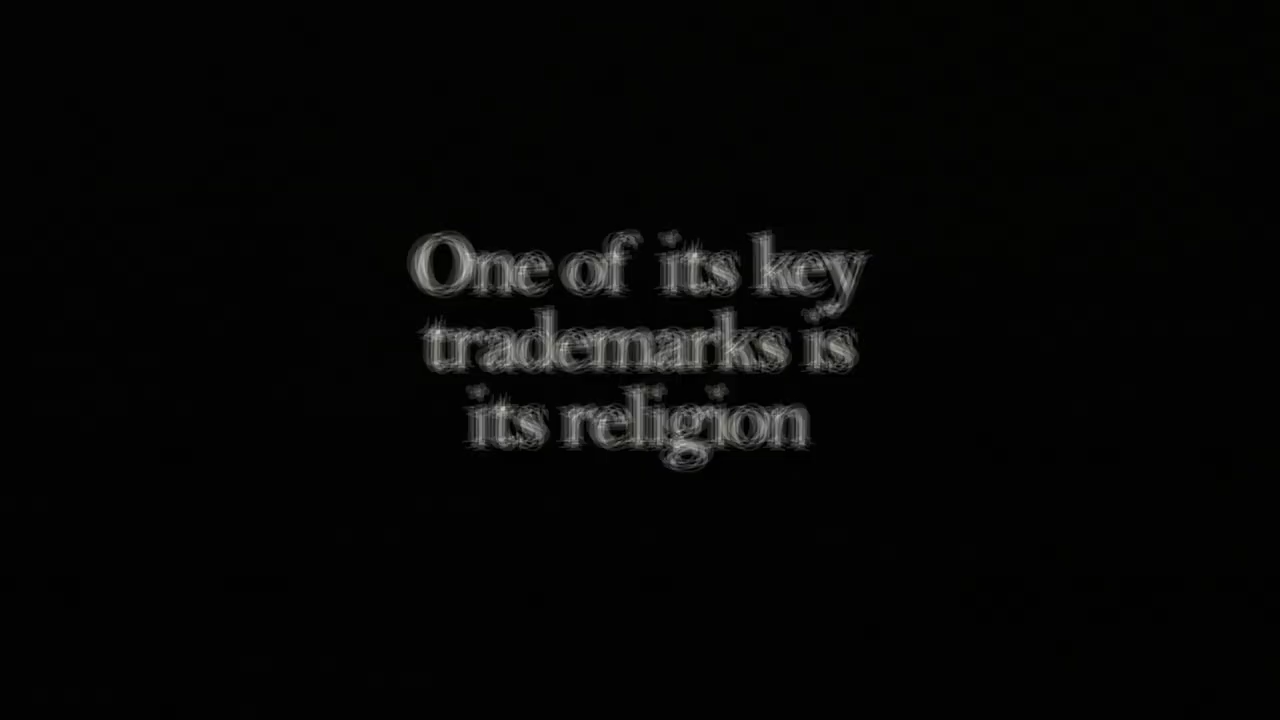 One of its key
trademarks is
its religion